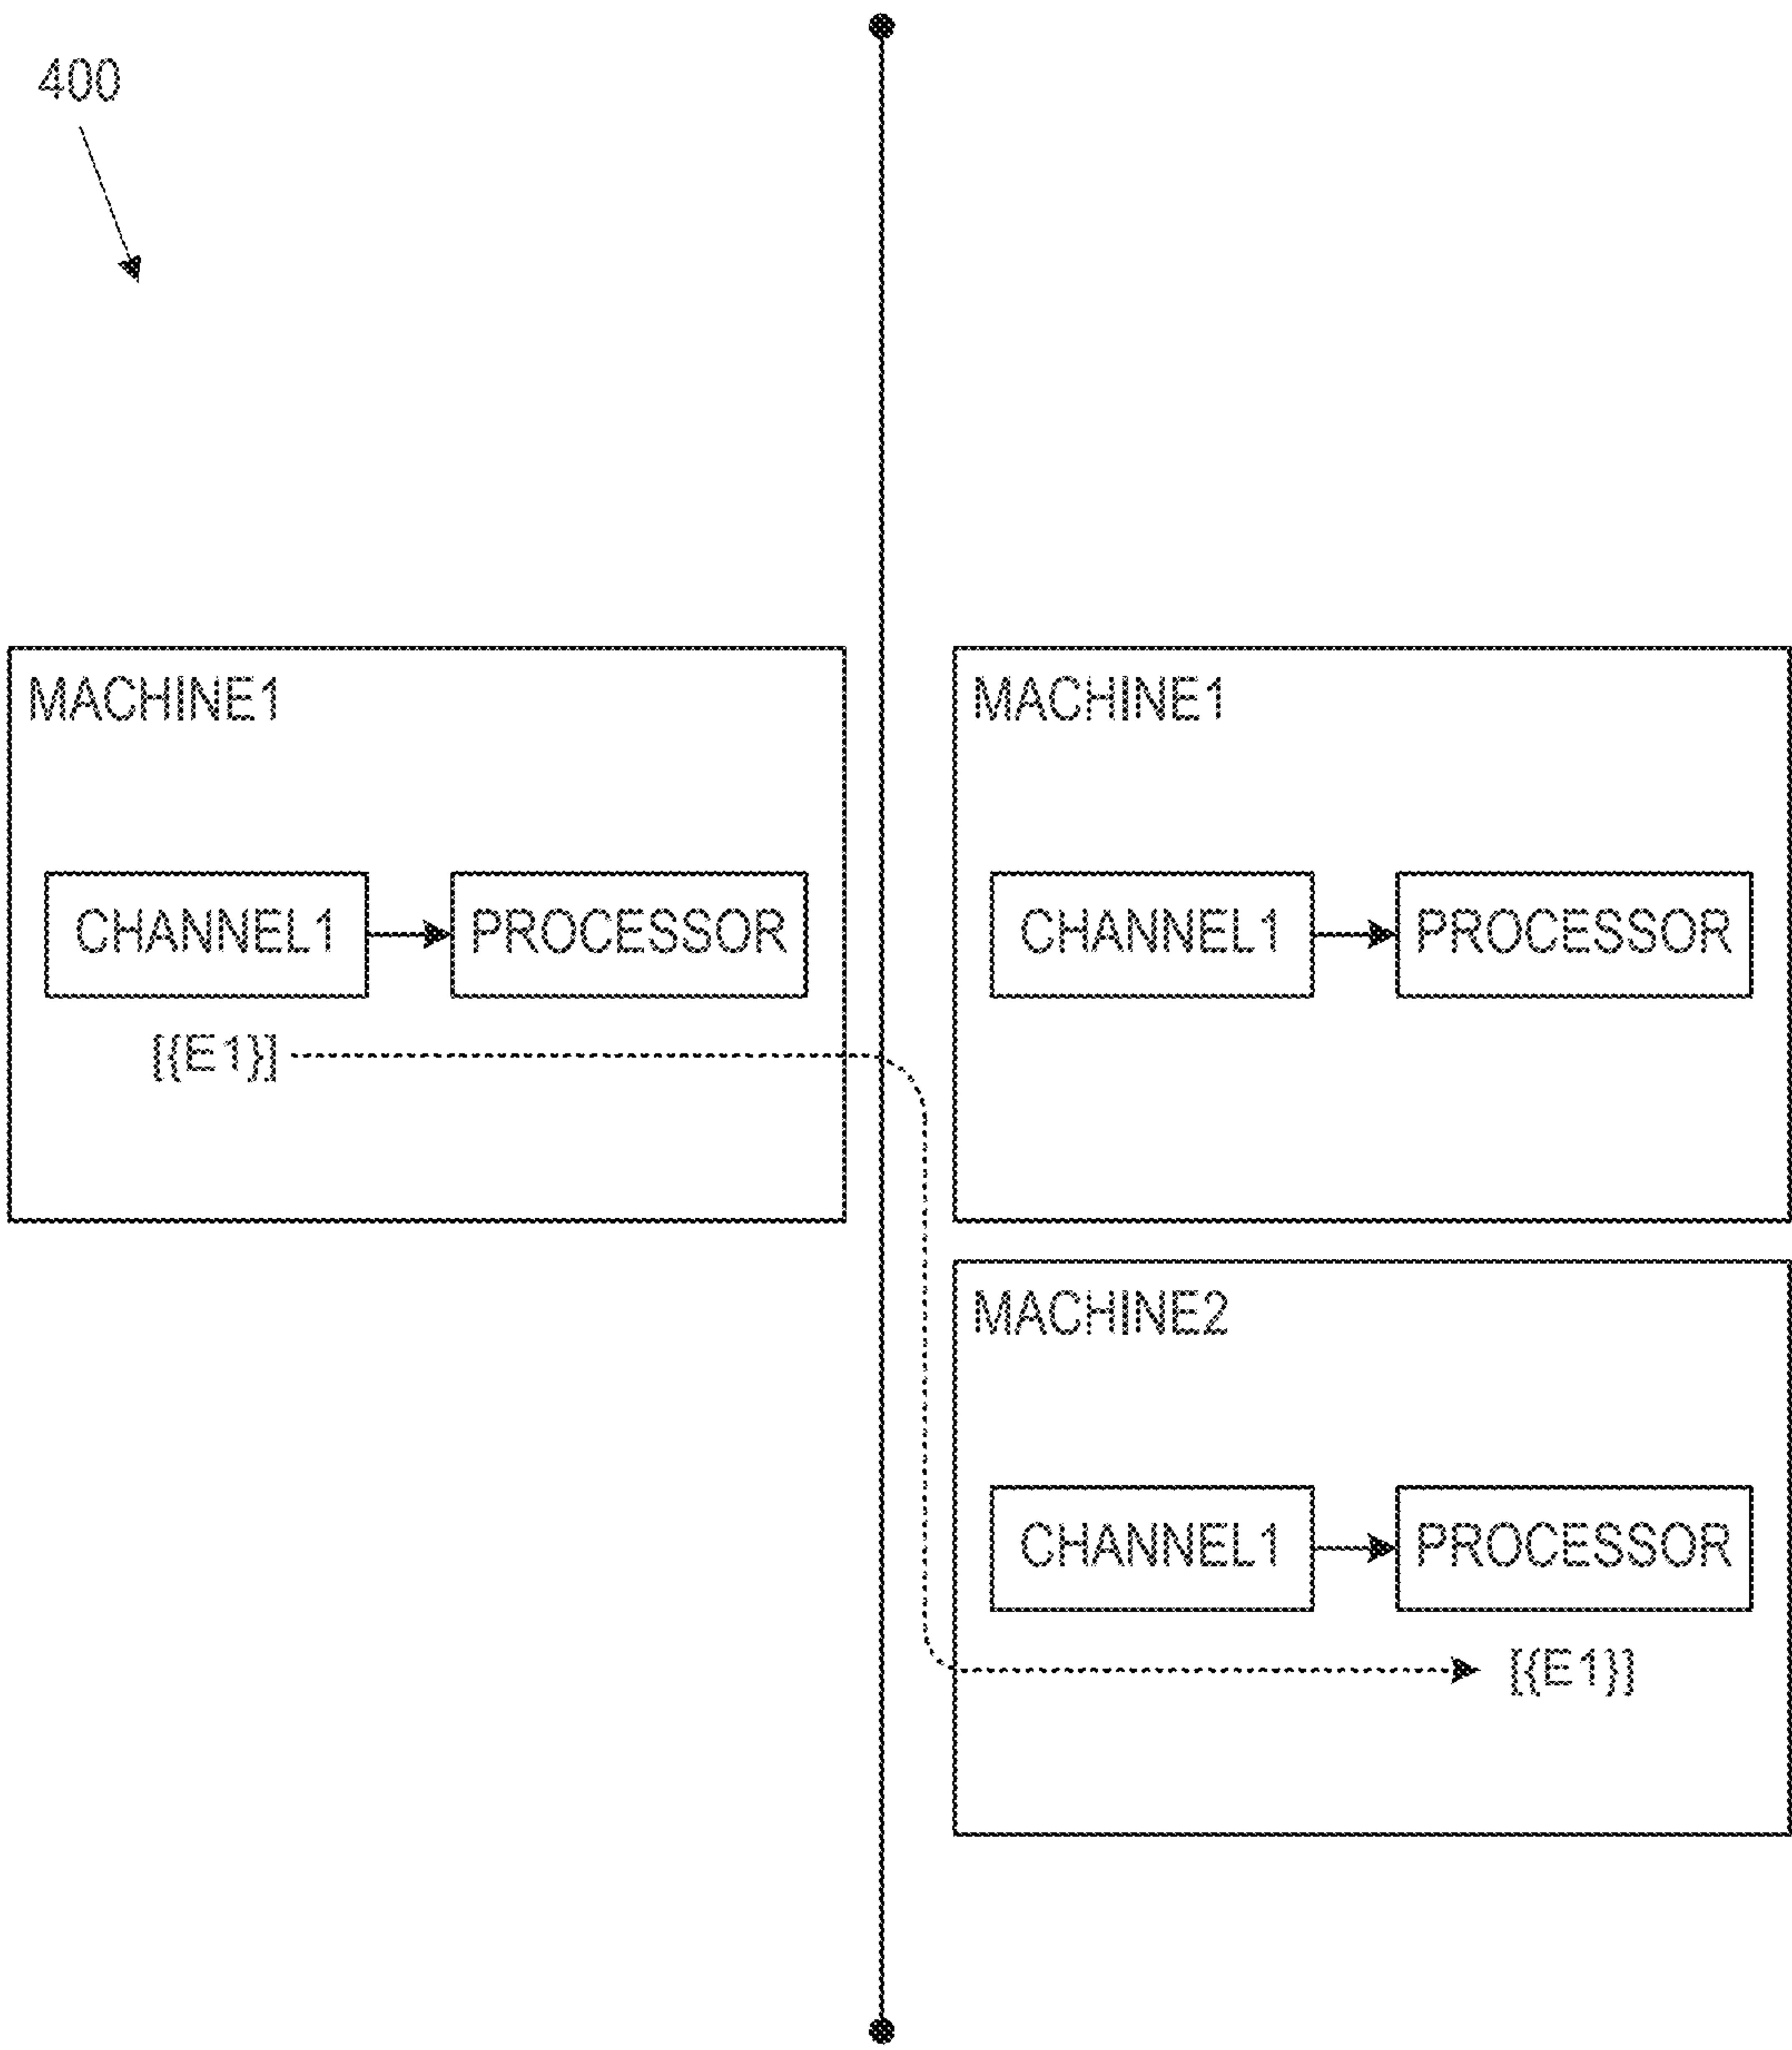 400
MACHINE1
CHANNEL1
PROCESSOR
[{E1}]
MACHINE1
CHANNEL1
PROCESSOR
MACHINE2
CHANNEL1
PROCESSOR
[{E1}]